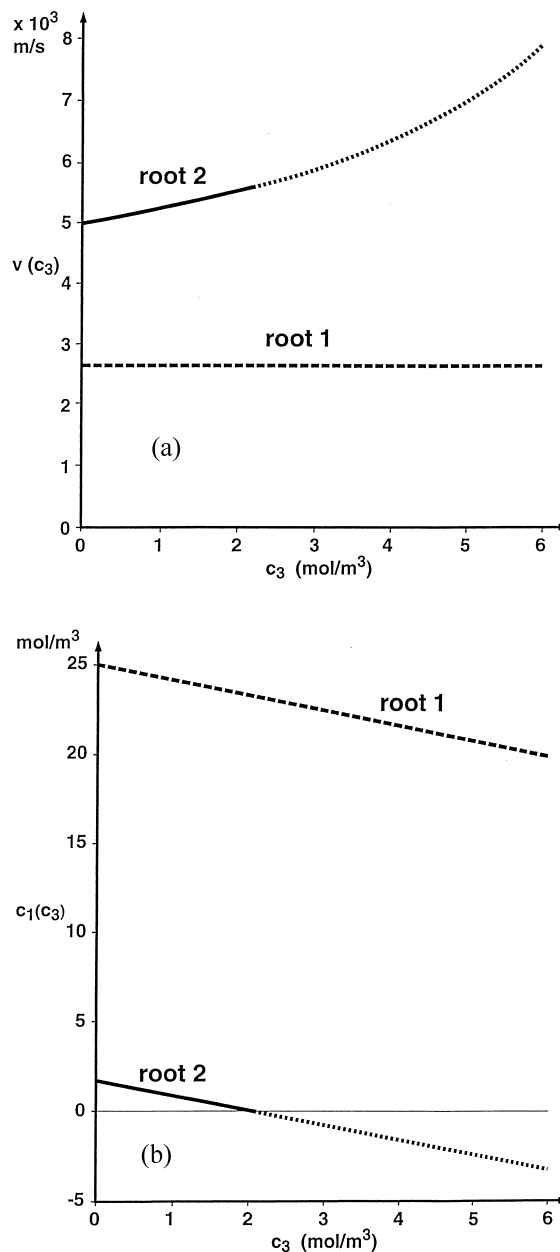 x 10³
m/s
8
7
6
root 2
5
v (c₃)
4
root 1
3
2
(a)
1
0
0 1 2 3 4 5 6
c₃ (mol/m³)
mol/m³
25
root 1
20
15
c₁(c₃)
10
5
root 2
0
(b)
-5
0 1 2 3 4 5 6
c₃ (mol/m³)